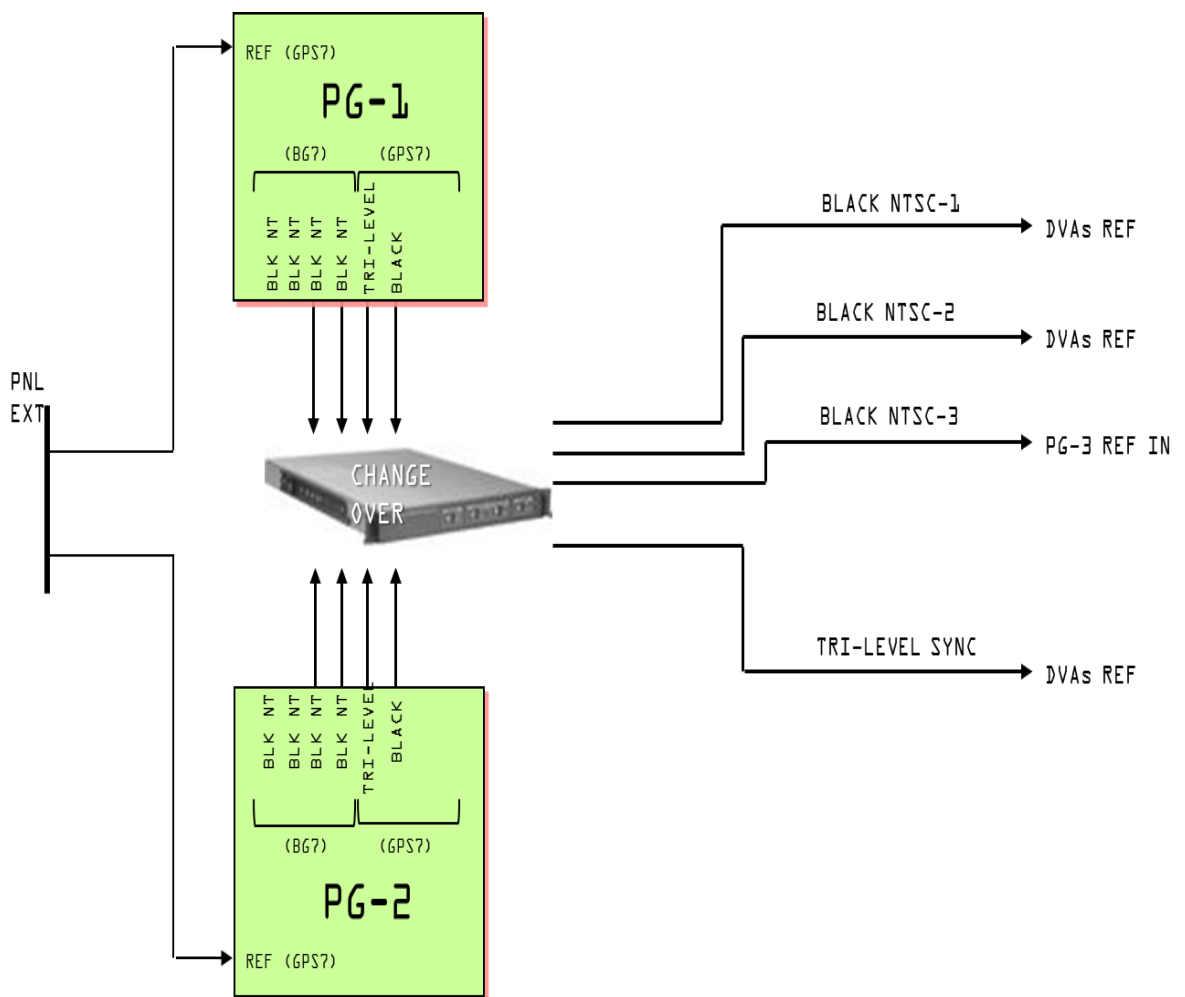 REF (GPS7)
PG-1
(BG7) (GPS7)
BLK NT
BLK NT
BLK NT
BLK NT
TRI-LEVEL
BLACK
BLACK NTSC-1
DVAs REF
BLACK NTSC-2
DVAs REF
BLACK NTSC-3
PG-3 REF IN
PNL
EXT
CHANGE
OVER
TRI-LEVEL SYNC
DVAs REF
BLK NT
BLK NT
BLK NT
BLK NT
TRI-LEVEL
BLACK
(BG7) (GPS7)
PG-2
REF (GPS7)